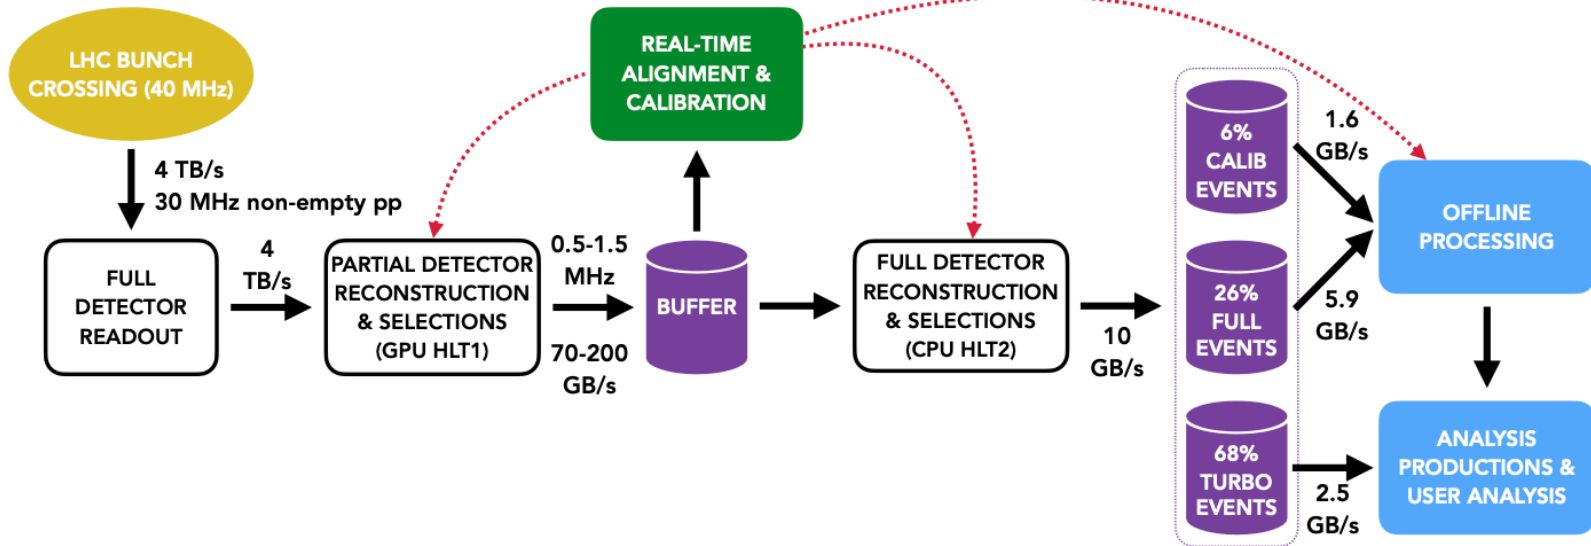 LHC BUNCH
CROSSING (40 MHz)
4 TB/s
30 MHz non-empty pp
FULL
DETECTOR
READOUT
4
TB/s
PARTIAL DETECTOR
RECONSTRUCTION
& SELECTIONS
(GPU HLT1)
0.5-1.5
MHz
70-200
GB/s
REAL-TIME
ALIGNMENT &
CALIBRATION
BUFFER
FULL DETECTOR
RECONSTRUCTION
& SELECTIONS
(CPU HLT2)
10
GB/s
6%
CALIB
EVENTS
1.6
GB/s
26%
FULL
EVENTS
5.9
GB/s
68%
TURBO
EVENTS
2.5
GB/s
OFFLINE
PROCESSING
ANALYSIS
PRODUCTIONS &
USER ANALYSIS